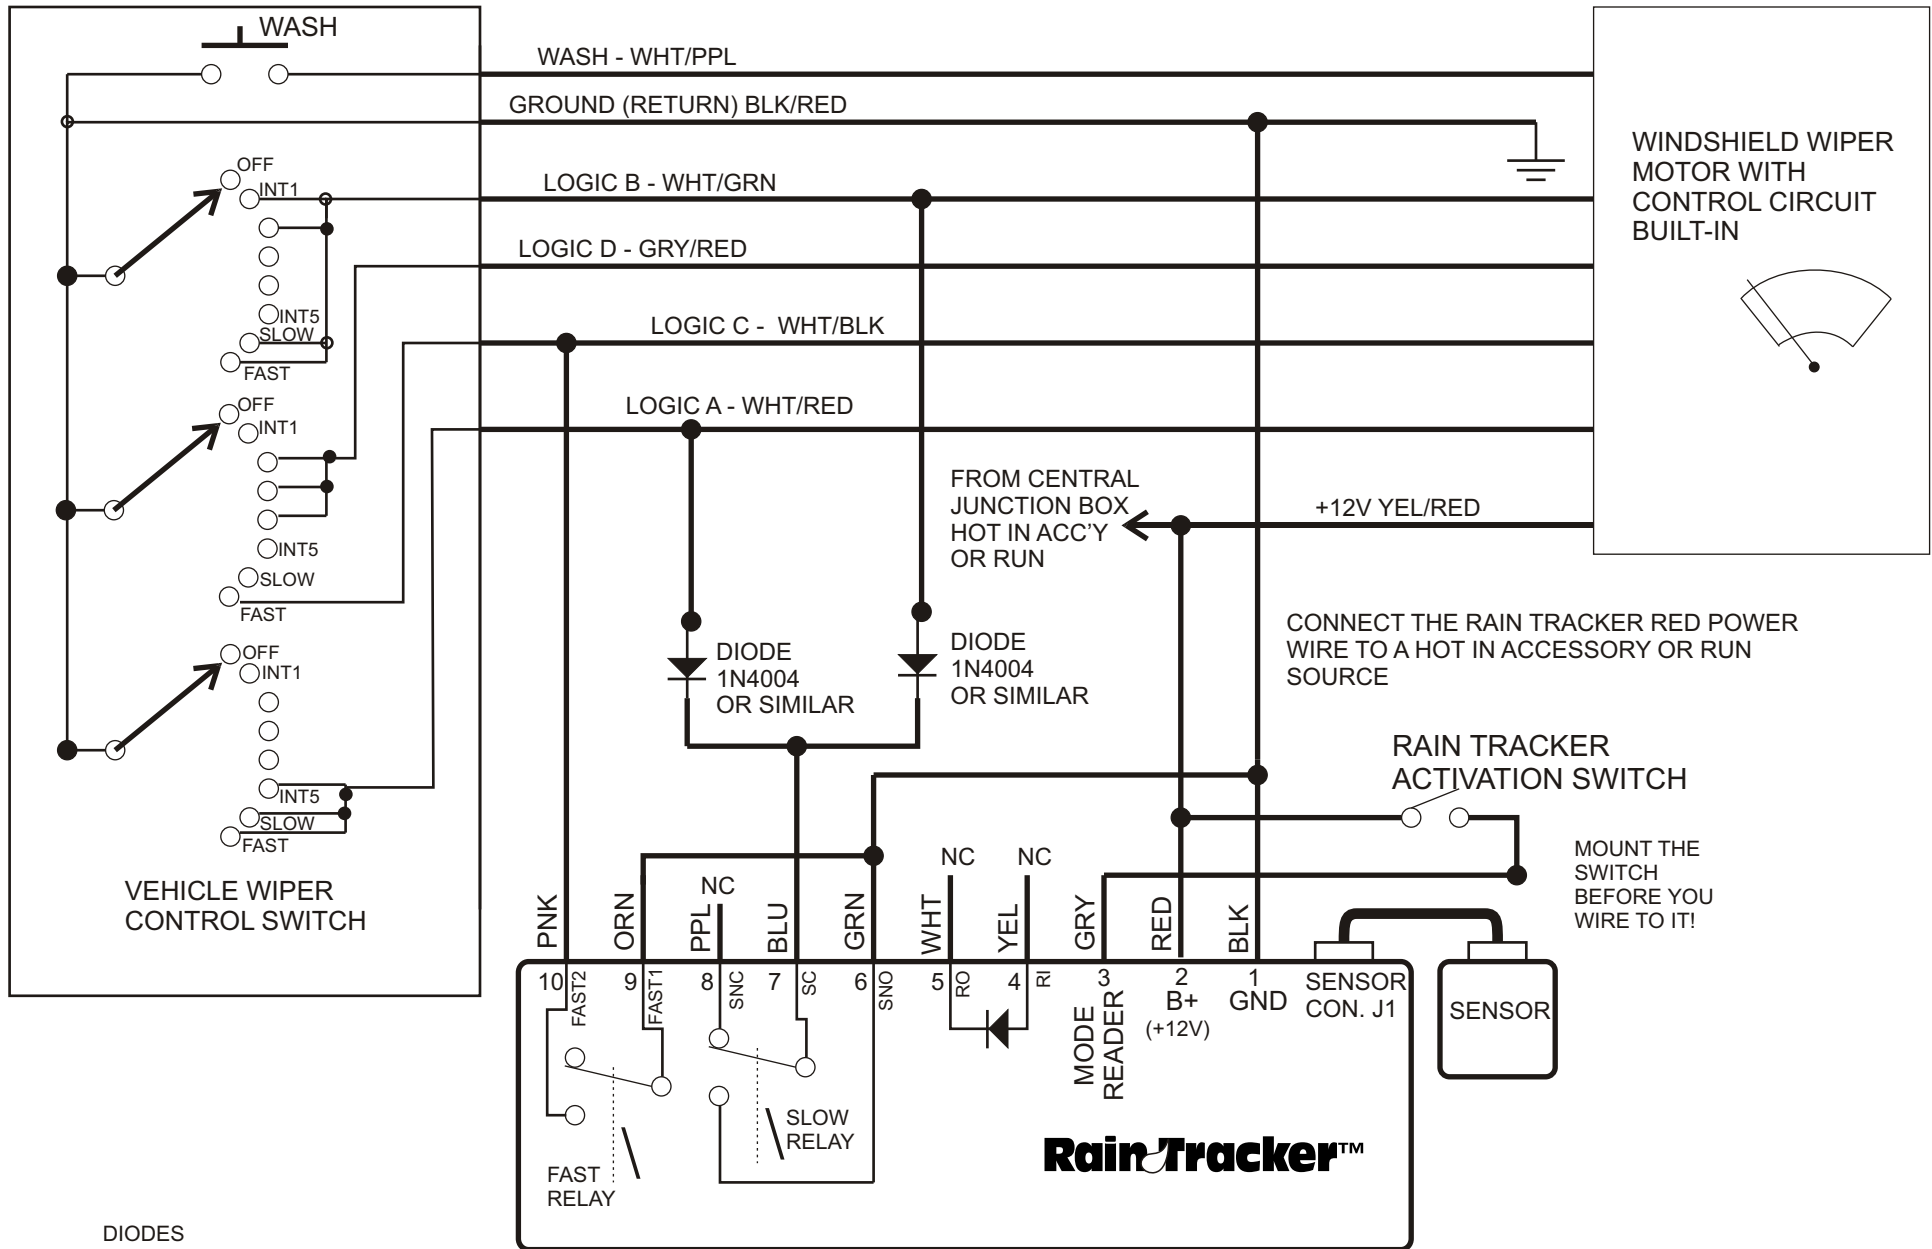 WASH
WASH - WHT/PPL
GROUND (RETURN) BLK/RED
OFF
INT1
LOGIC B - WHT/GRN
LOGIC D - GRY/RED
INT5
SLOW
LOGIC C -  WHT/BLK
FAST
OFF
INT1
LOGIC A - WHT/RED
INT5
SLOW
FAST
OFF
INT1
INT5
SLOW
FAST
VEHICLE WIPER
CONTROL SWITCH
WINDSHIELD WIPER
MOTOR WITH
CONTROL CIRCUIT
BUILT-IN
FROM CENTRAL
JUNCTION BOX
HOT IN ACC'Y
OR RUN
+12V YEL/RED
CONNECT THE RAIN TRACKER RED POWER
WIRE TO A HOT IN ACCESSORY OR RUN
SOURCE
DIODE
1N4004
OR SIMILAR
DIODE
1N4004
OR SIMILAR
RAIN TRACKER
ACTIVATION SWITCH
MOUNT THE
SWITCH
BEFORE YOU
WIRE TO IT!
NC
NC
NC
PNK
ORN
PPL
BLU
GRN
WHT
YEL
GRY
RED
BLK
10
9
8
7
6
5
4
3
2
1
FAST2
FAST1
SNC
SC
SNO
RO
RI
MODE
READER
B+
(+12V)
GND
SENSOR
CON. J1
SENSOR
SLOW
RELAY
FAST
RELAY
RainTracker™
DIODES